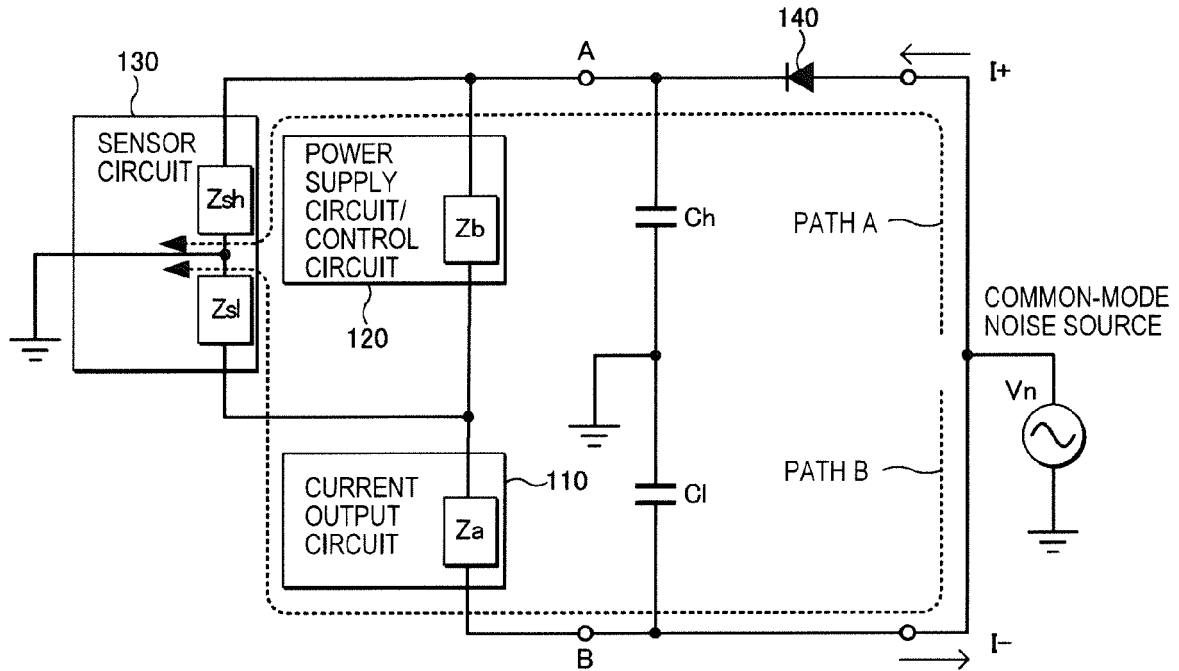 140
A
I+
130
SENSOR
CIRCUIT
Zsh
Zsl
POWER
SUPPLY
CIRCUIT/
CONTROL
CIRCUIT
Zb
120
Ch
PATH A
COMMON-MODE
NOISE SOURCE
Vn
CURRENT
OUTPUT
CIRCUIT
Za
110
Cl
PATH B
B
I−